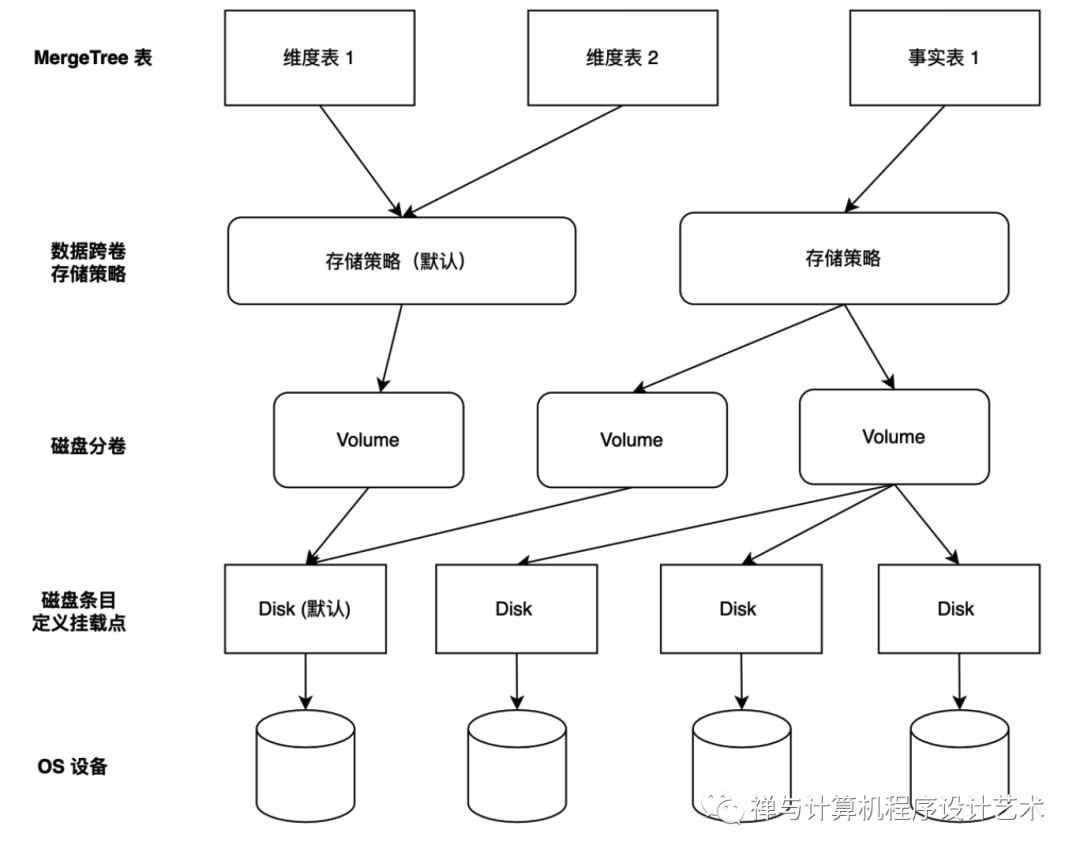 MergeTree 表
维度表 1
维度表 2
事实表 1
数据跨卷
存储策略
存储策略（默认）
存储策略
磁盘分卷
Volume
Volume
Volume
磁盘条目
定义挂载点
Disk (默认)
Disk
Disk
Disk
OS 设备
禅与计算机程序设计艺术